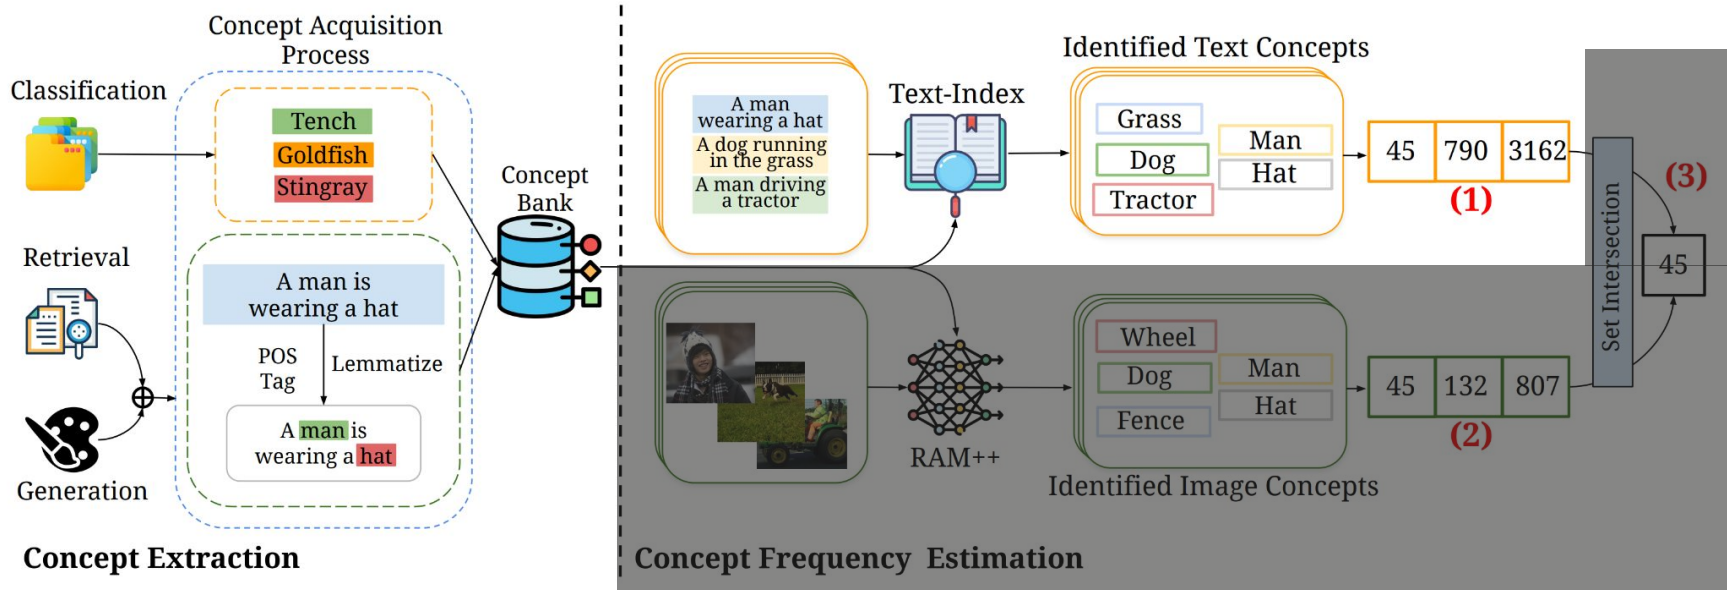 Concept Acquisition
Process
Classification
Tench
Goldfish
Stingray
Retrieval
Generation
A man is
wearing a hat
POS
Tag
Lemmatize
A man is
wearing a hat
Concept
Bank
Concept Extraction
A man
wearing a hat
A dog running
in the grass
A man driving
a tractor
Text-Index
Identified Text Concepts
Grass
Dog
Tractor
Man
Hat
45 790 3162
(1)
RAM++
Wheel
Dog
Fence
Man
Hat
Identified Image Concepts
45 132 807
(2)
Set Intersection
(3)
45
Concept Frequency Estimation